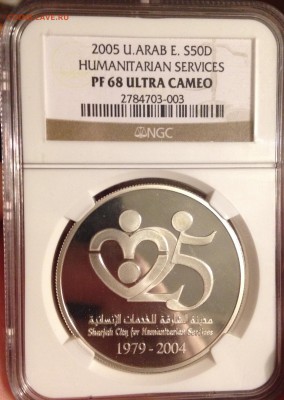 2005 U.ARAB E. S50D
HUMANITARIAN SERVICES
PF 68 ULTRA CAMEO
2784703-003
NGC
25
مدينة الشارقة للخدمات الإنسانية
Sharjah City for Humanitarian Services
1979-2004